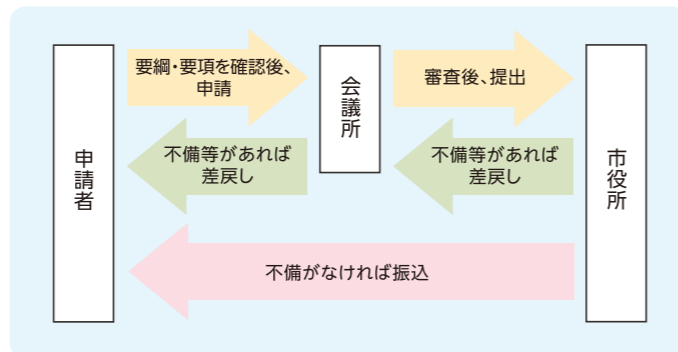 要綱・要項を確認後、
申請
審査後、提出
会議所
不備等があれば
差戻し
不備等があれば
差戻し
申請者
市役所
不備がなければ振込